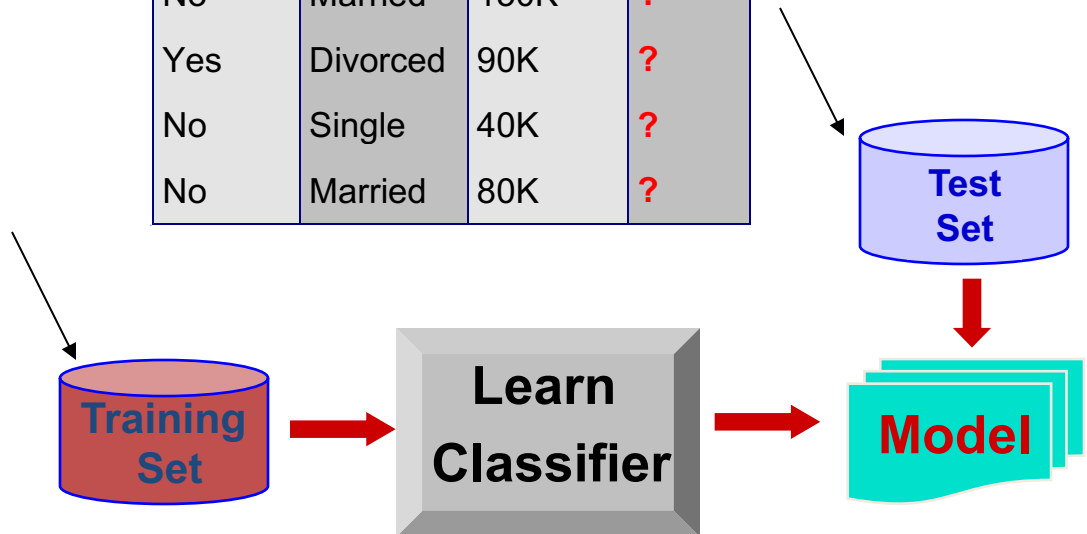 Yes Divorced 90K ?
No Single 40K ?
No Married 80K ?
Test
Set
Training
Set
Learn
Classifier
Model